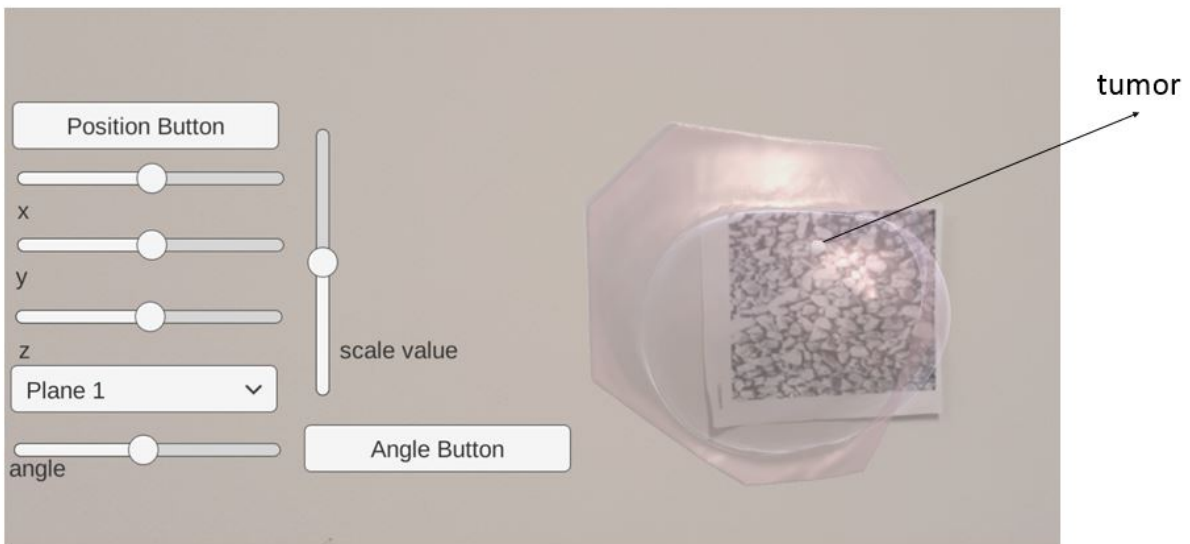 tumor
Position Button
x
y
z
scale value
Plane 1
angle
Angle Button